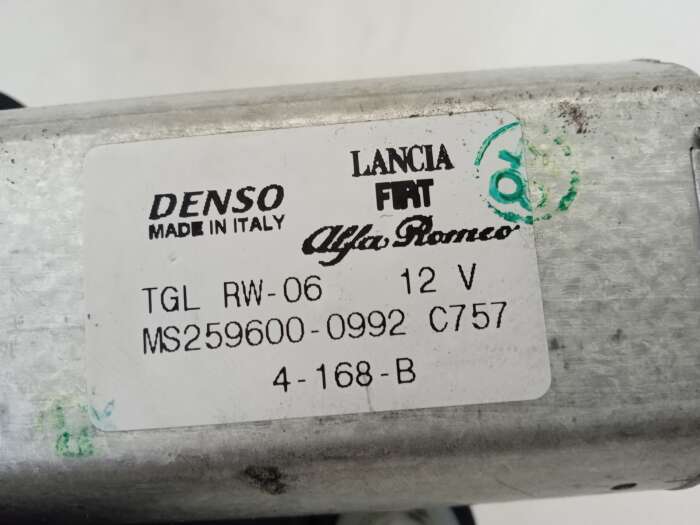 DENSO
MADE IN ITALY
LANCIA
FIAT
Alfa Romeo
TGL RW-06 12 V
MS259600-0992 C757
4-168-B